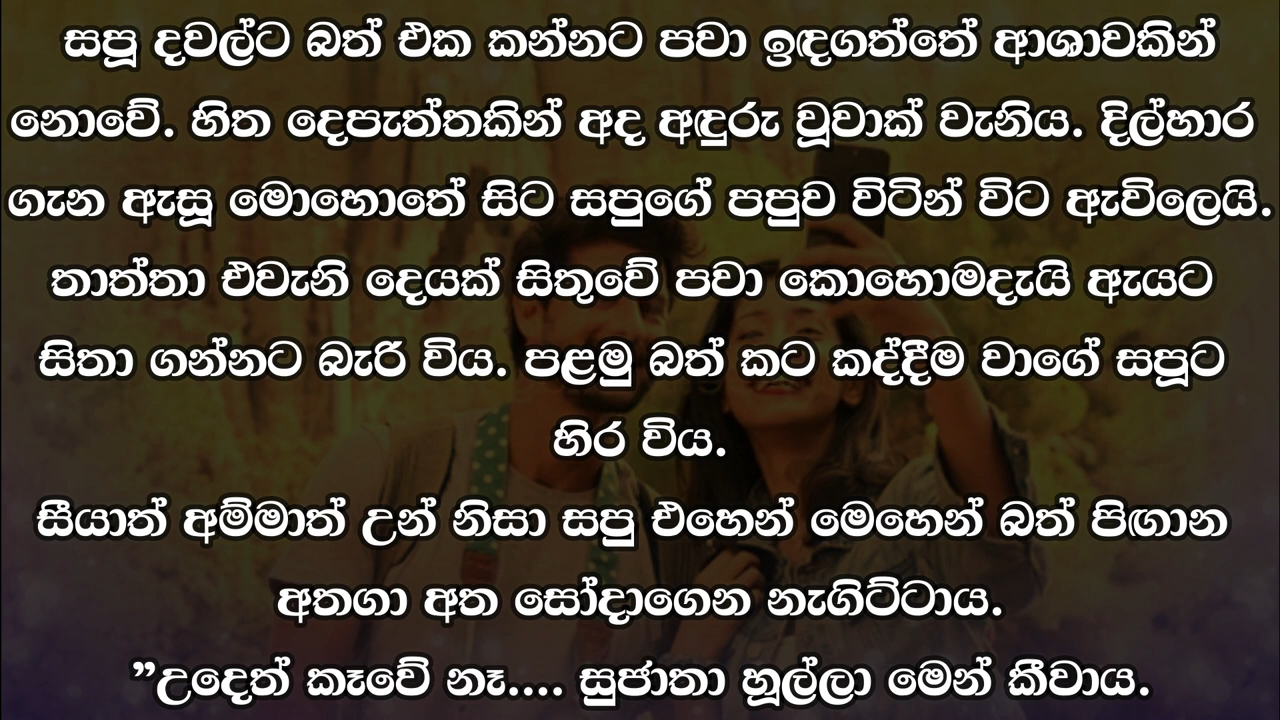 සපූ දවල්ට බත් එක කන්නට පවා ඉඳගත්තේ ආශාවකින්
නොවේ. හිත දෙපැත්තකින් අද අඳුරු වූවාක් වැනිය. දිල්හාර
ගැන ඇසූ මොහොතේ සිට සපුගේ පපුව විටින් විට ඇවිලෙයි.
තාත්තා එවැනි දෙයක් සිතුවේ පවා කොහොමදැයි ඇයට
සිතා ගන්නට බැරි විය. පළමු බත් කට කද්දීම වාගේ සපූට
හිර විය.
සීයාත් අම්මාත් උන් නිසා සපු එහෙන් මෙහෙන් බත් පිඟාන
අතගා අත සෝදාගෙන නැගිට්ටාය.
”උදෙත් කෑවේ නෑ.... සුජාතා හූල්ලා මෙන් කීවාය.